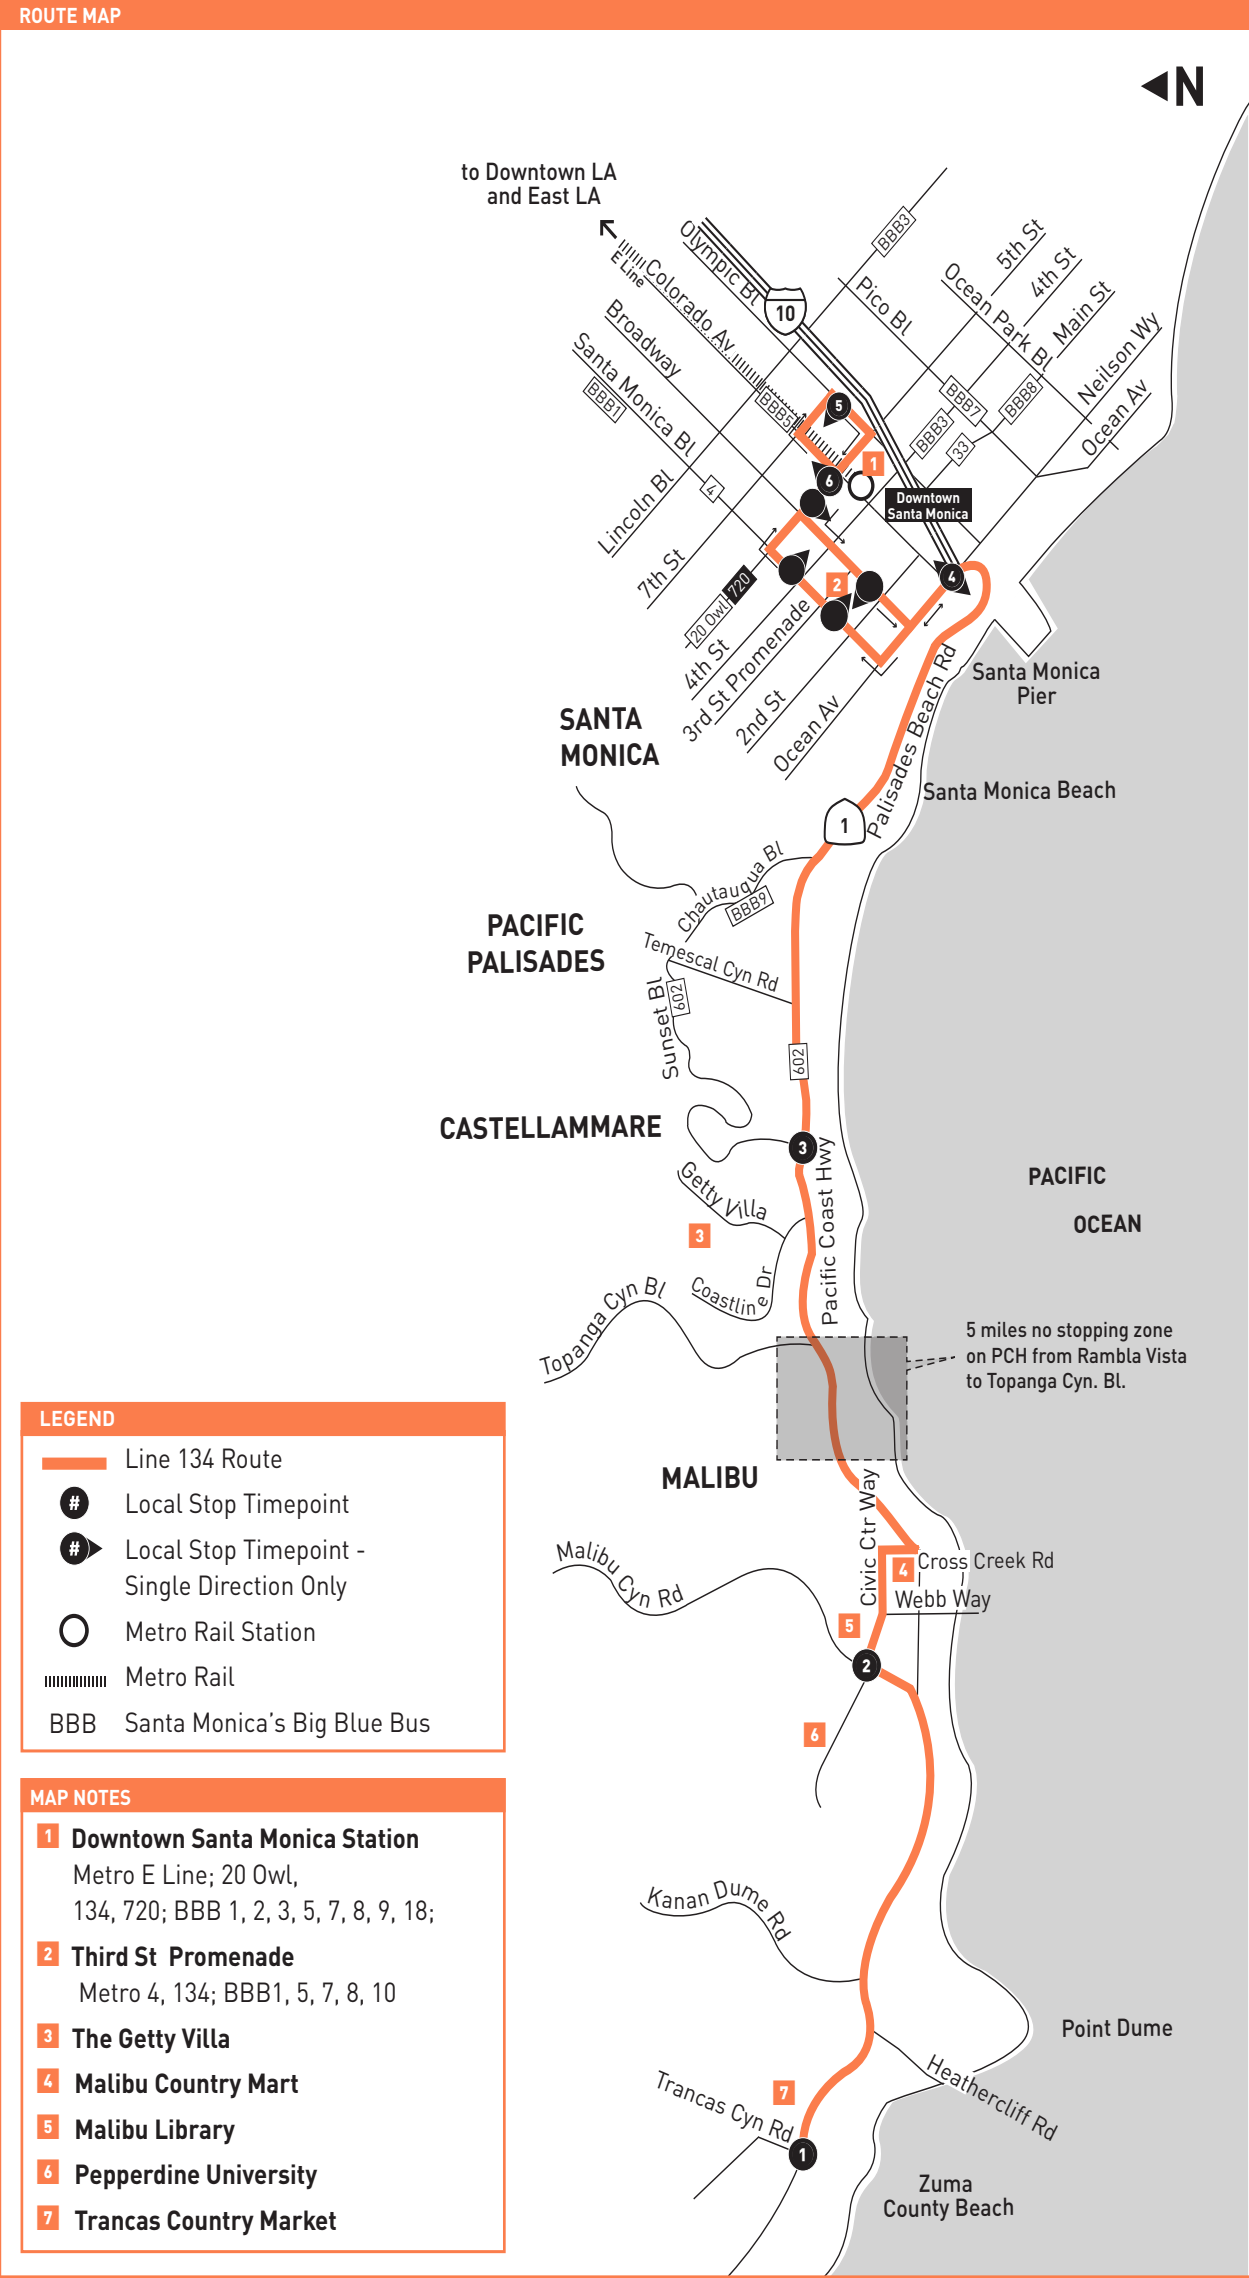 ROUTE MAP
N
to Downtown LA
and East LA
E Line
Olympic Bl
Colorado Av
Broadway
Santa Monica Bl
BBB1
BBB3
10
Pico Bl
5th St
4th St
Ocean Park Bl
Main St
Neilson Wy
Ocean Av
BBB5
5
BBB7
BBB8
BBB3
33
1
6
4
Downtown
Santa Monica
Lincoln Bl
7th St
20 Owl
720
2
4
4th St
3rd St Promenade
2nd St
Ocean Av
Palisades Beach Rd
Santa Monica
Pier
SANTA
MONICA
Santa Monica Beach
1
Chautauqua Bl
BBB9
PACIFIC
PALISADES
Temescal Cyn Rd
Sunset Bl
602
602
CASTELLAMMARE
3
Pacific Coast Hwy
Getty Villa
3
Coastline Dr
PACIFIC
OCEAN
Topanga Cyn Bl
5 miles no stopping zone
on PCH from Rambla Vista
to Topanga Cyn. Bl.
MALIBU
Civic Ctr Way
Malibu Cyn Rd
4
Cross Creek Rd
Webb Way
5
2
6
Kanan Dume Rd
Point Dume
Heathercliff Rd
Trancas Cyn Rd
7
1
Zuma
County Beach
LEGEND
Line 134 Route
# Local Stop Timepoint
# Local Stop Timepoint -
Single Direction Only
Metro Rail Station
Metro Rail
BBB Santa Monica's Big Blue Bus
MAP NOTES
1 Downtown Santa Monica Station
Metro E Line; 20 Owl,
134, 720; BBB 1, 2, 3, 5, 7, 8, 9, 18;
2 Third St Promenade
Metro 4, 134; BBB1, 5, 7, 8, 10
3 The Getty Villa
4 Malibu Country Mart
5 Malibu Library
6 Pepperdine University
7 Trancas Country Market